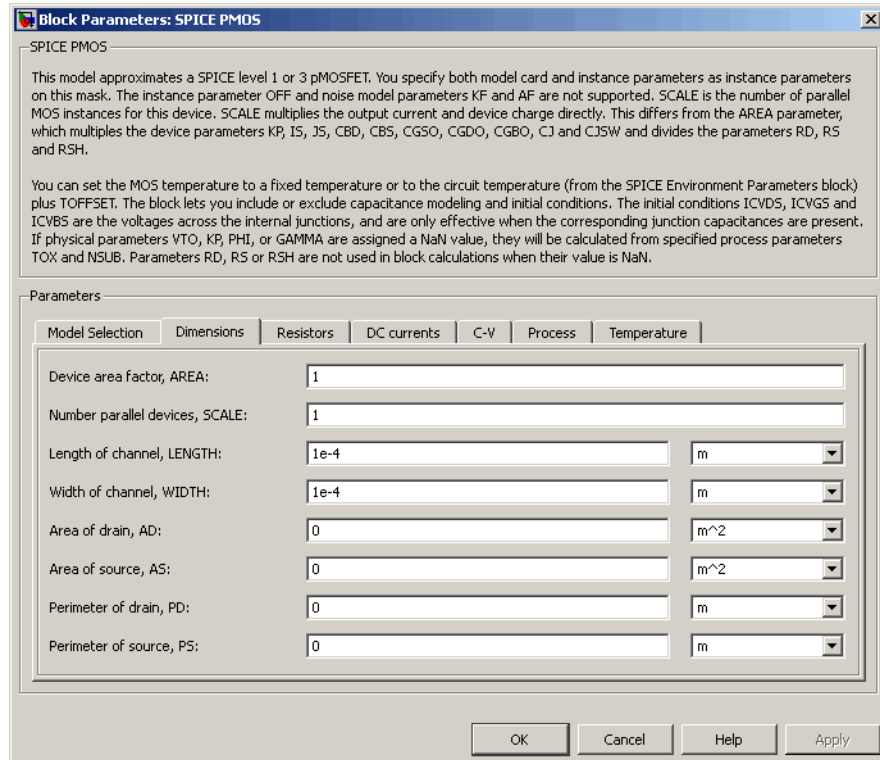 Block Parameters: SPICE PMOS
SPICE PMOS
This model approximates a SPICE level 1 or 3 pMOSFET. You specify both model card and instance parameters as instance parameters
on this mask. The instance parameter OFF and noise model parameters KF and AF are not supported. SCALE is the number of parallel
MOS instances for this device. SCALE multiplies the output current and device charge directly. This differs from the AREA parameter,
which multiplies the device parameters KP, IS, JS, CBD, CBS, CGSO, CGDO, CGBO, CJ and CJSW and divides the parameters RD, RS
and RSH.
You can set the MOS temperature to a fixed temperature or to the circuit temperature (from the SPICE Environment Parameters block)
plus TOFFSET. The block lets you include or exclude capacitance modeling and initial conditions. The initial conditions ICVDS, ICVGS and
ICVBS are the voltages across the internal junctions, and are only effective when the corresponding junction capacitances are present.
If physical parameters VTO, KP, PHI, or GAMMA are assigned a NaN value, they will be calculated from specified process parameters
TOX and NSUB. Parameters RD, RS or RSH are not used in block calculations when their value is NaN.
Parameters
Model Selection Dimensions Resistors DC currents C-V Process Temperature
Device area factor, AREA: 1
Number parallel devices, SCALE: 1
Length of channel, LENGTH: 1e-4 m
Width of channel, WIDTH: 1e-4 m
Area of drain, AD: 0 m^2
Area of source, AS: 0 m^2
Perimeter of drain, PD: 0 m
Perimeter of source, PS: 0 m
OK Cancel Help Apply